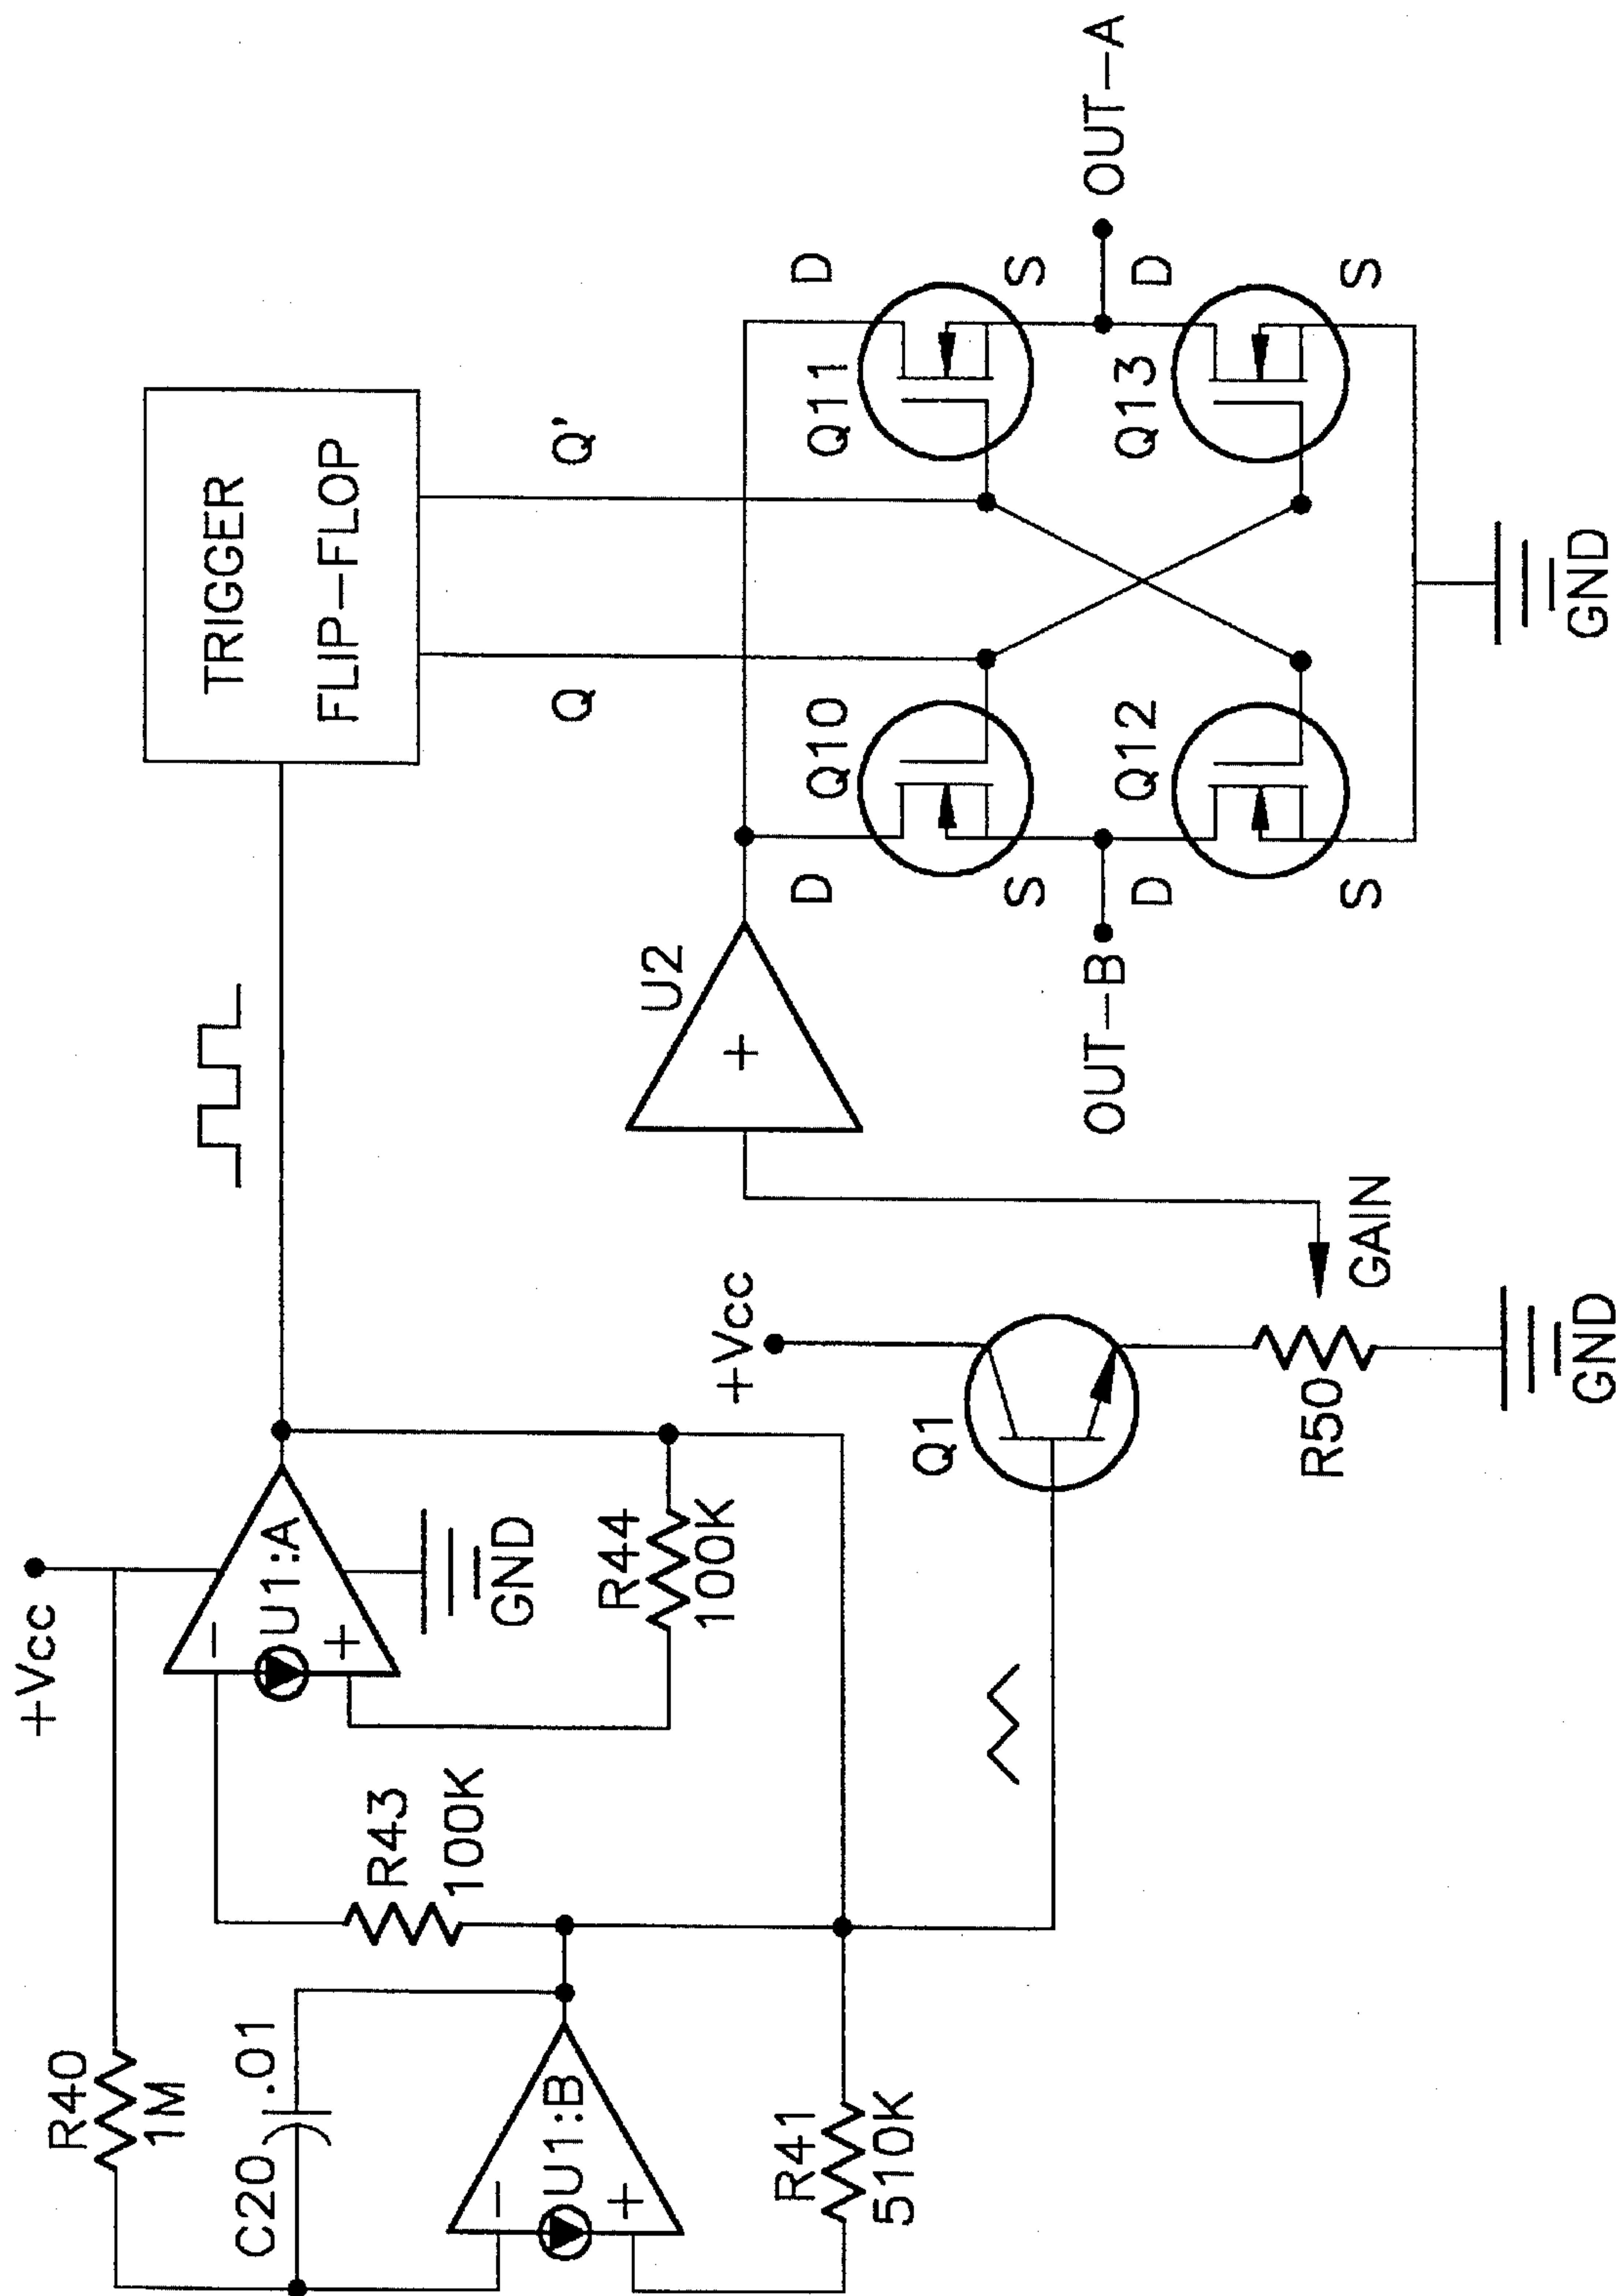 +Vcc
R40
1M
C20
.01
U1:B
−
+
R41
510K
R43
100K
U1:A
−
+
GND
R44
100K
TRIGGER
FLIP-FLOP
Q
Q'
+Vcc
Q1
R50
GAIN
GND
U2
+
D
Q10
S
D
Q11
S
OUT-B
OUT-A
D
Q12
S
D
Q13
S
GND